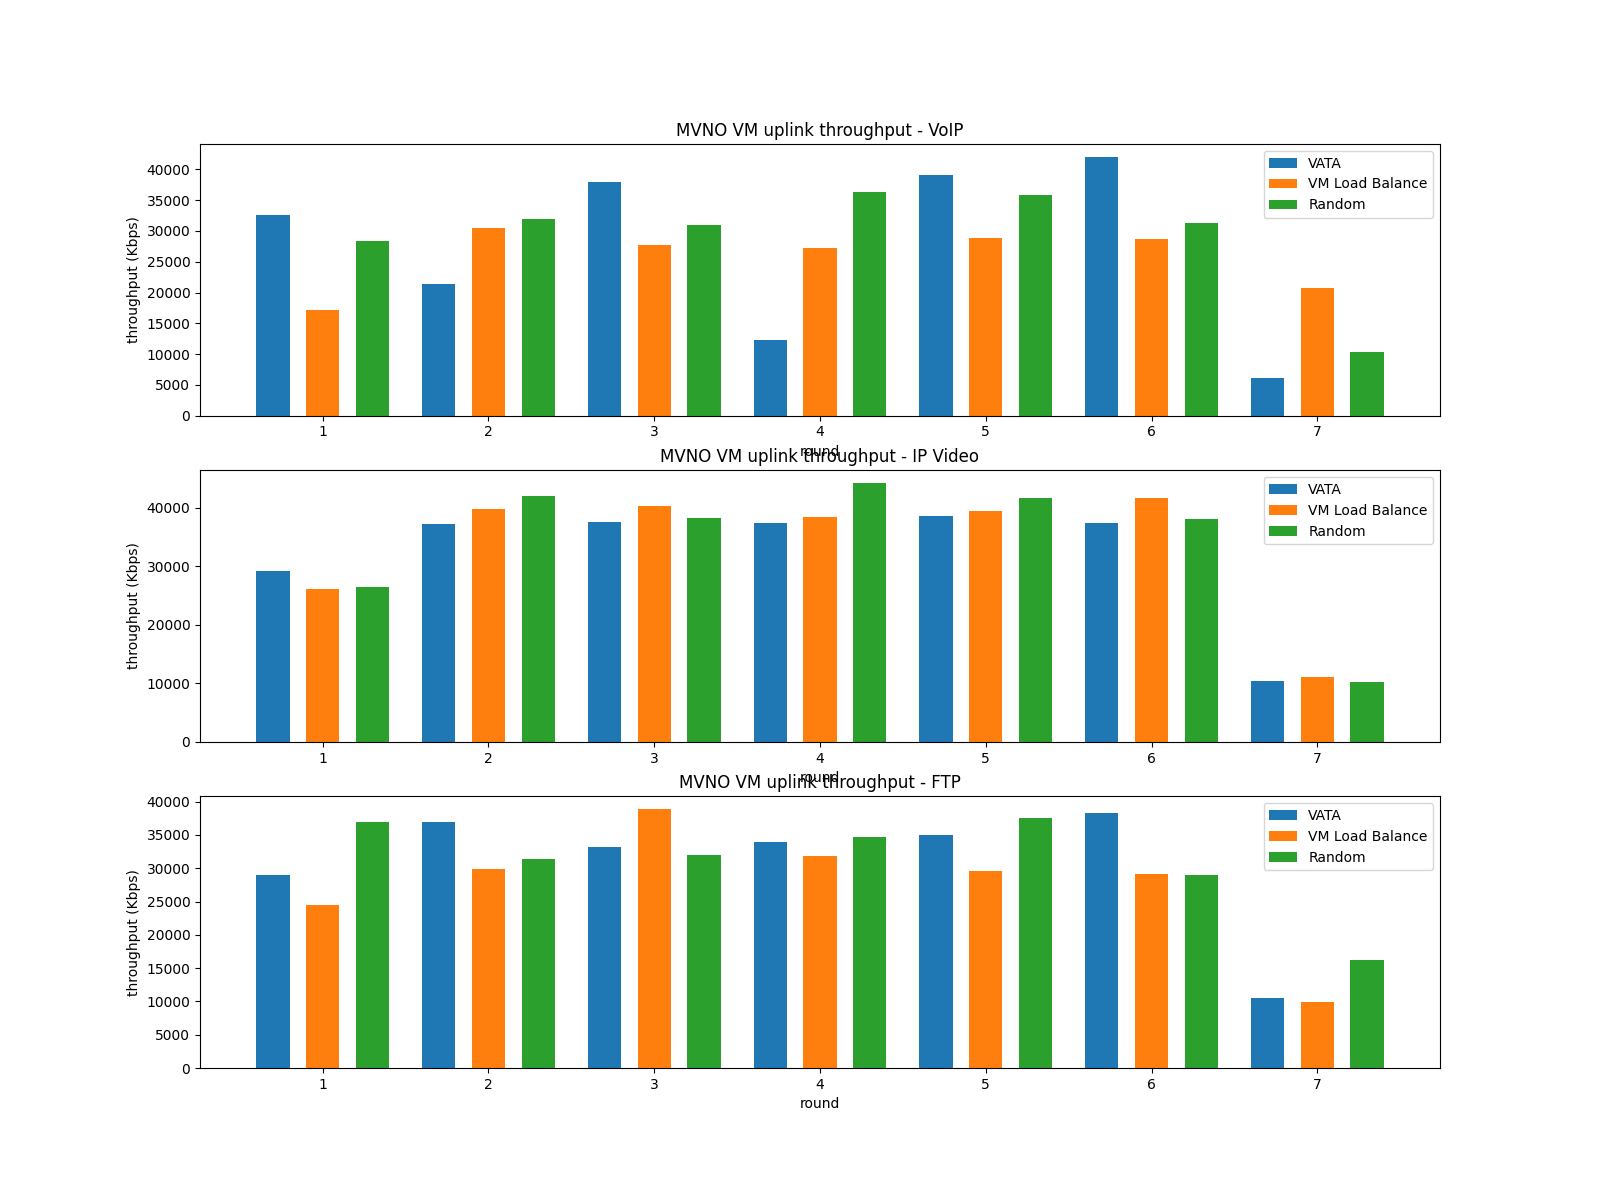 MVNO VM uplink throughput - VoIP
throughput (Kbps)
40000
35000
30000
25000
20000
15000
10000
5000
0
VATA
VM Load Balance
Random
1 2 3 4 5 6 7
round
MVNO VM uplink throughput - IP Video
throughput (Kbps)
40000
30000
20000
10000
0
VATA
VM Load Balance
Random
1 2 3 4 5 6 7
round
MVNO VM uplink throughput - FTP
throughput (Kbps)
40000
35000
30000
25000
20000
15000
10000
5000
0
VATA
VM Load Balance
Random
1 2 3 4 5 6 7
round